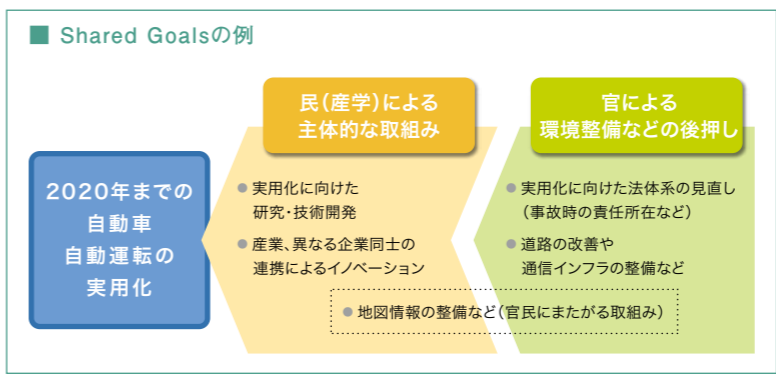 ■ Shared Goalsの例
2020年までの
自動車
自動運転の
実用化
民(産学)による
主体的な取組み
● 実用化に向けた
研究・技術開発
● 産業、異なる企業同士の
連携によるイノベーション
官による
環境整備などの後押し
● 実用化に向けた法体系の見直し
(事故時の責任所在など)
● 道路の改善や
通信インフラの整備など
● 地図情報の整備など(官民にまたがる取組み)